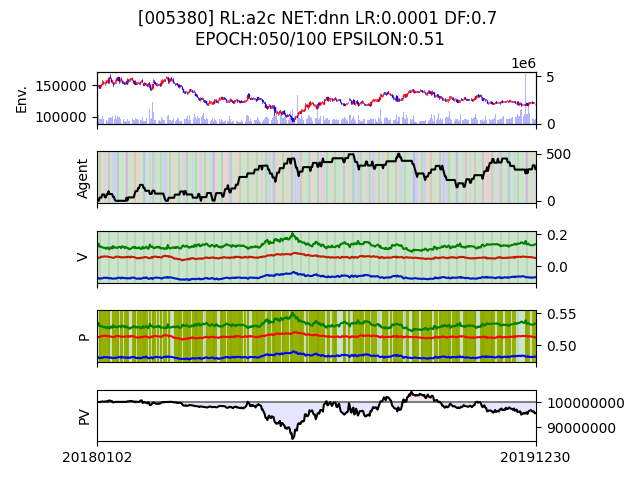 [005380] RL:a2c NET:dnn LR:0.0001 DF:0.7
EPOCH:050/100 EPSILON:0.51
1e6
Env.
150000
100000
5
0
Agent
500
0
V
0.2
0.0
P
0.55
0.50
PV
100000000
90000000
20180102
20191230